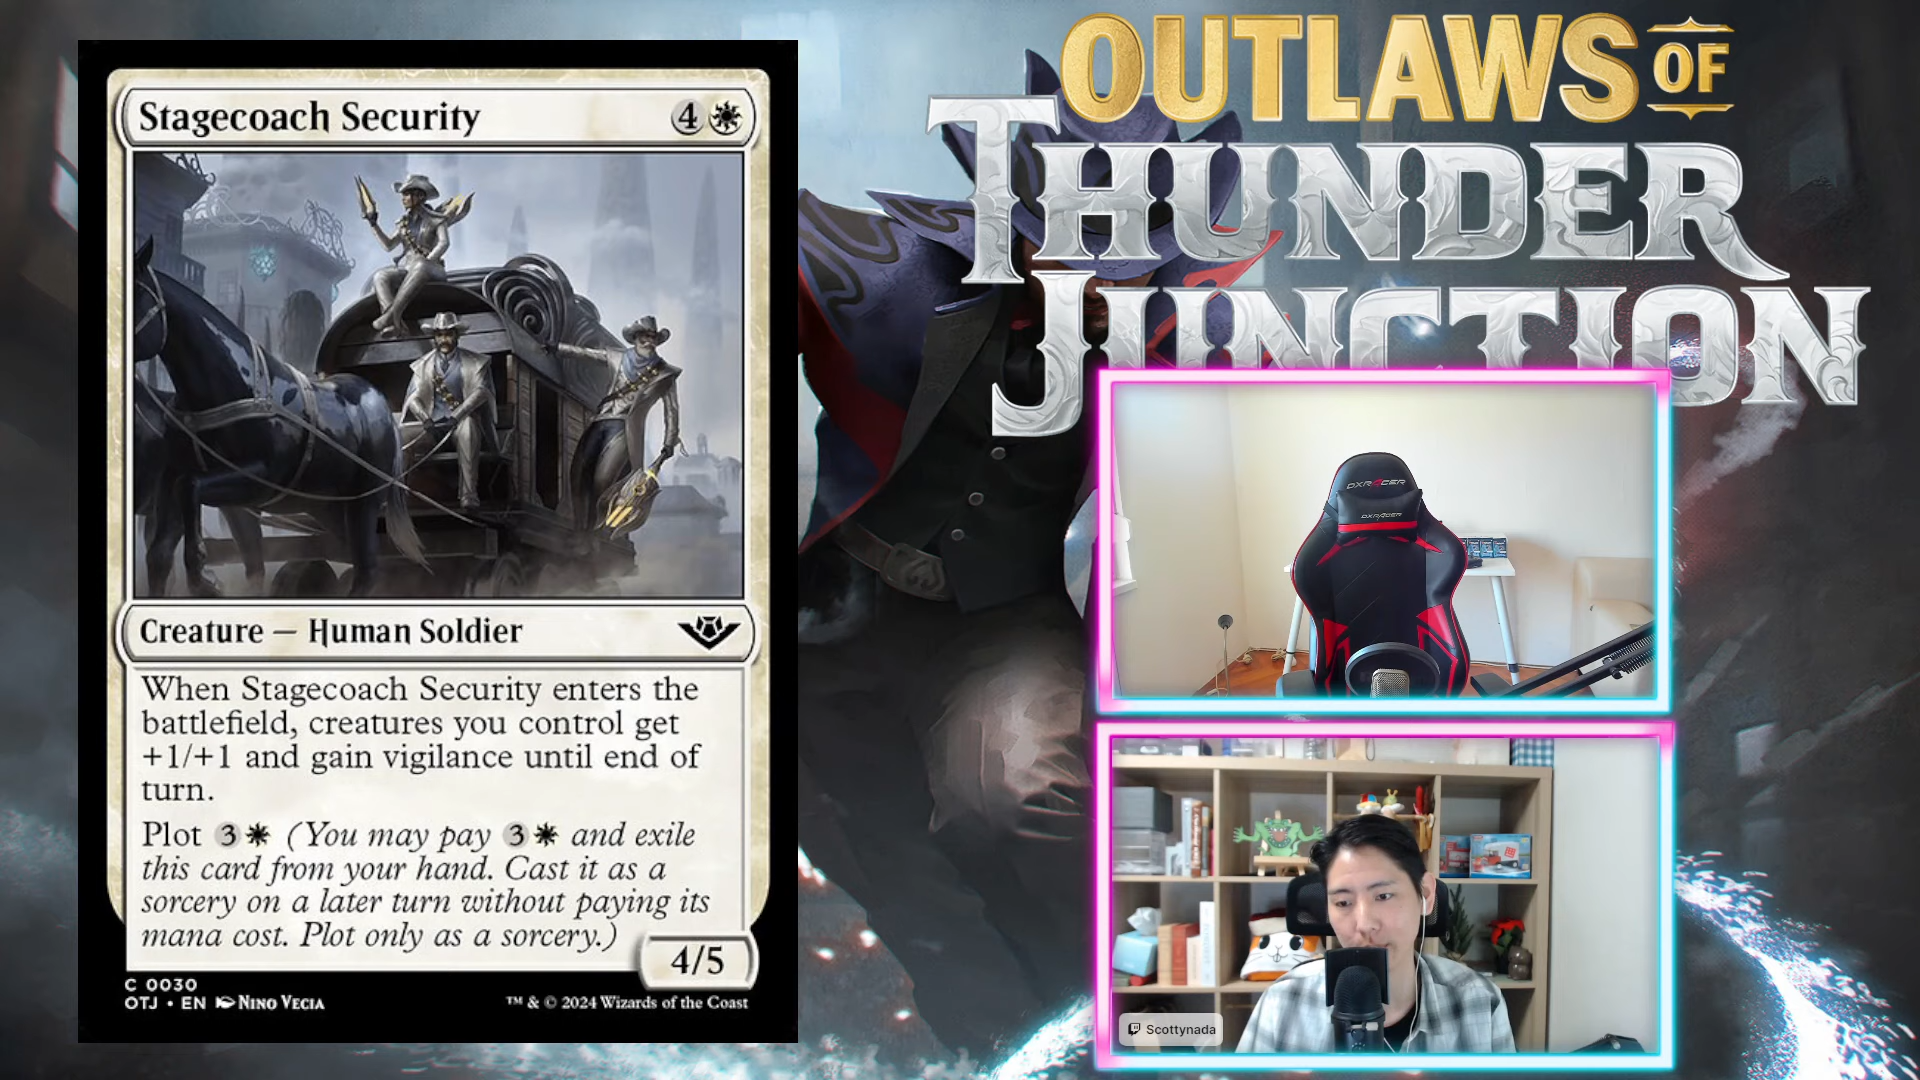 Stagecoach Security 4
Creature — Human Soldier
When Stagecoach Security enters the
battlefield, creatures you control get
+1/+1 and gain vigilance until end of
turn.
Plot 3 (You may pay 3 and exile
this card from your hand. Cast it as a
sorcery on a later turn without paying its
mana cost. Plot only as a sorcery.)
4/5
C 0030
OTJ • EN NINO VECIA
™ & © 2024 Wizards of the Coast
OUTLAWS OF
THUNDER
JUNCTION
DXRACER
DXRACER
Scottynada